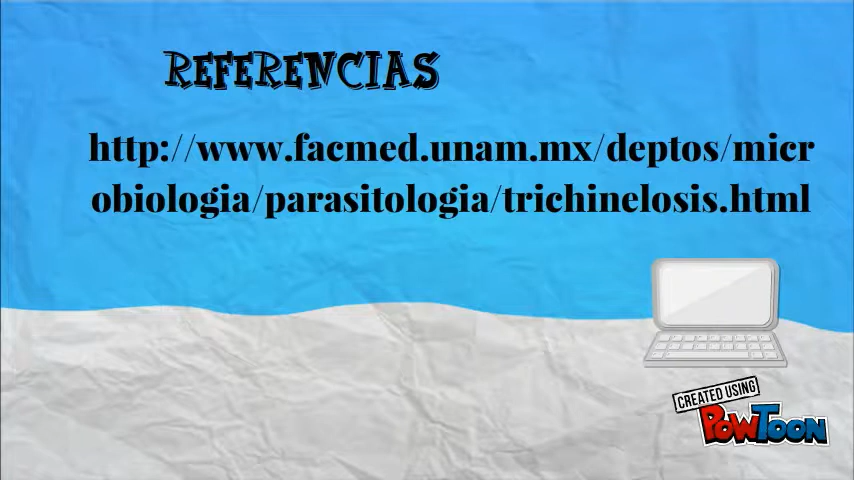 REFERENCIAS
http://www.facmed.unam.mx/deptos/micr
obiologia/parasitologia/trichinelosis.html
CREATED USING
POWTOON